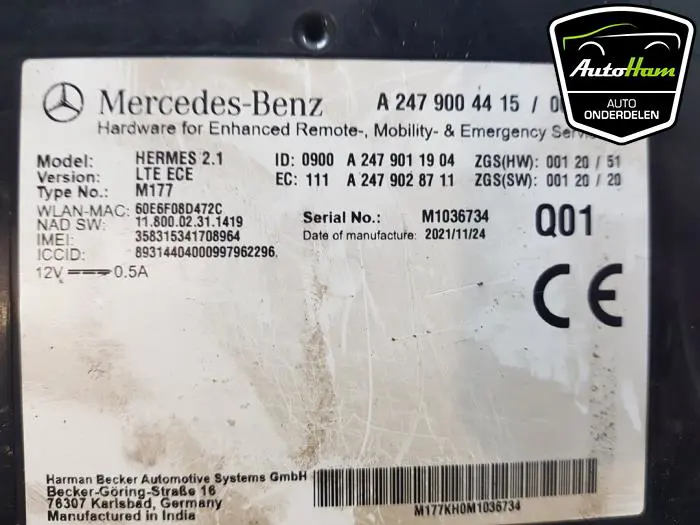 AutoHam
AUTO
ONDERDELEN
Mercedes-Benz A 247 900 44 15 /
Hardware for Enhanced Remote-, Mobility- & Emergency
Model: HERMES 2.1 ID: 0900 A 247 901 19 04 ZGS(HW): 001 20 / 51
Version: LTE ECE EC: 111 A 247 902 87 11 ZGS(SW): 001 20 / 20
Type No.: M177
WLAN-MAC: 60E6F08D472C Serial No.: M1036734 Q01
NAD SW: 11.800.02.31.1419 Date of manufacture: 2021/11/24
IMEI: 358315341708964
ICCID: 89314404000997962296
12V 0.5A
CE
Harman Becker Automotive Systems GmbH
Becker-Göring-Straße 16
76307 Karlsbad, Germany
Manufactured in India
M177KH0M1036734